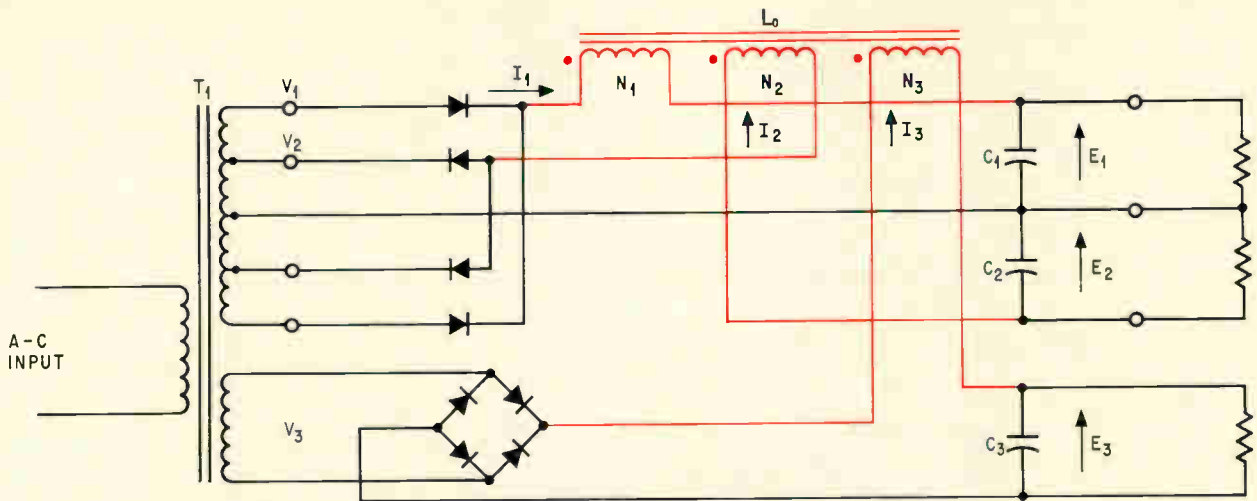 L₀
I₁
N₁
N₂
N₃
T₁
V₁
I₂
I₃
V₂
C₁
E₁
C₂
E₂
A-C
INPUT
V₃
C₃
E₃